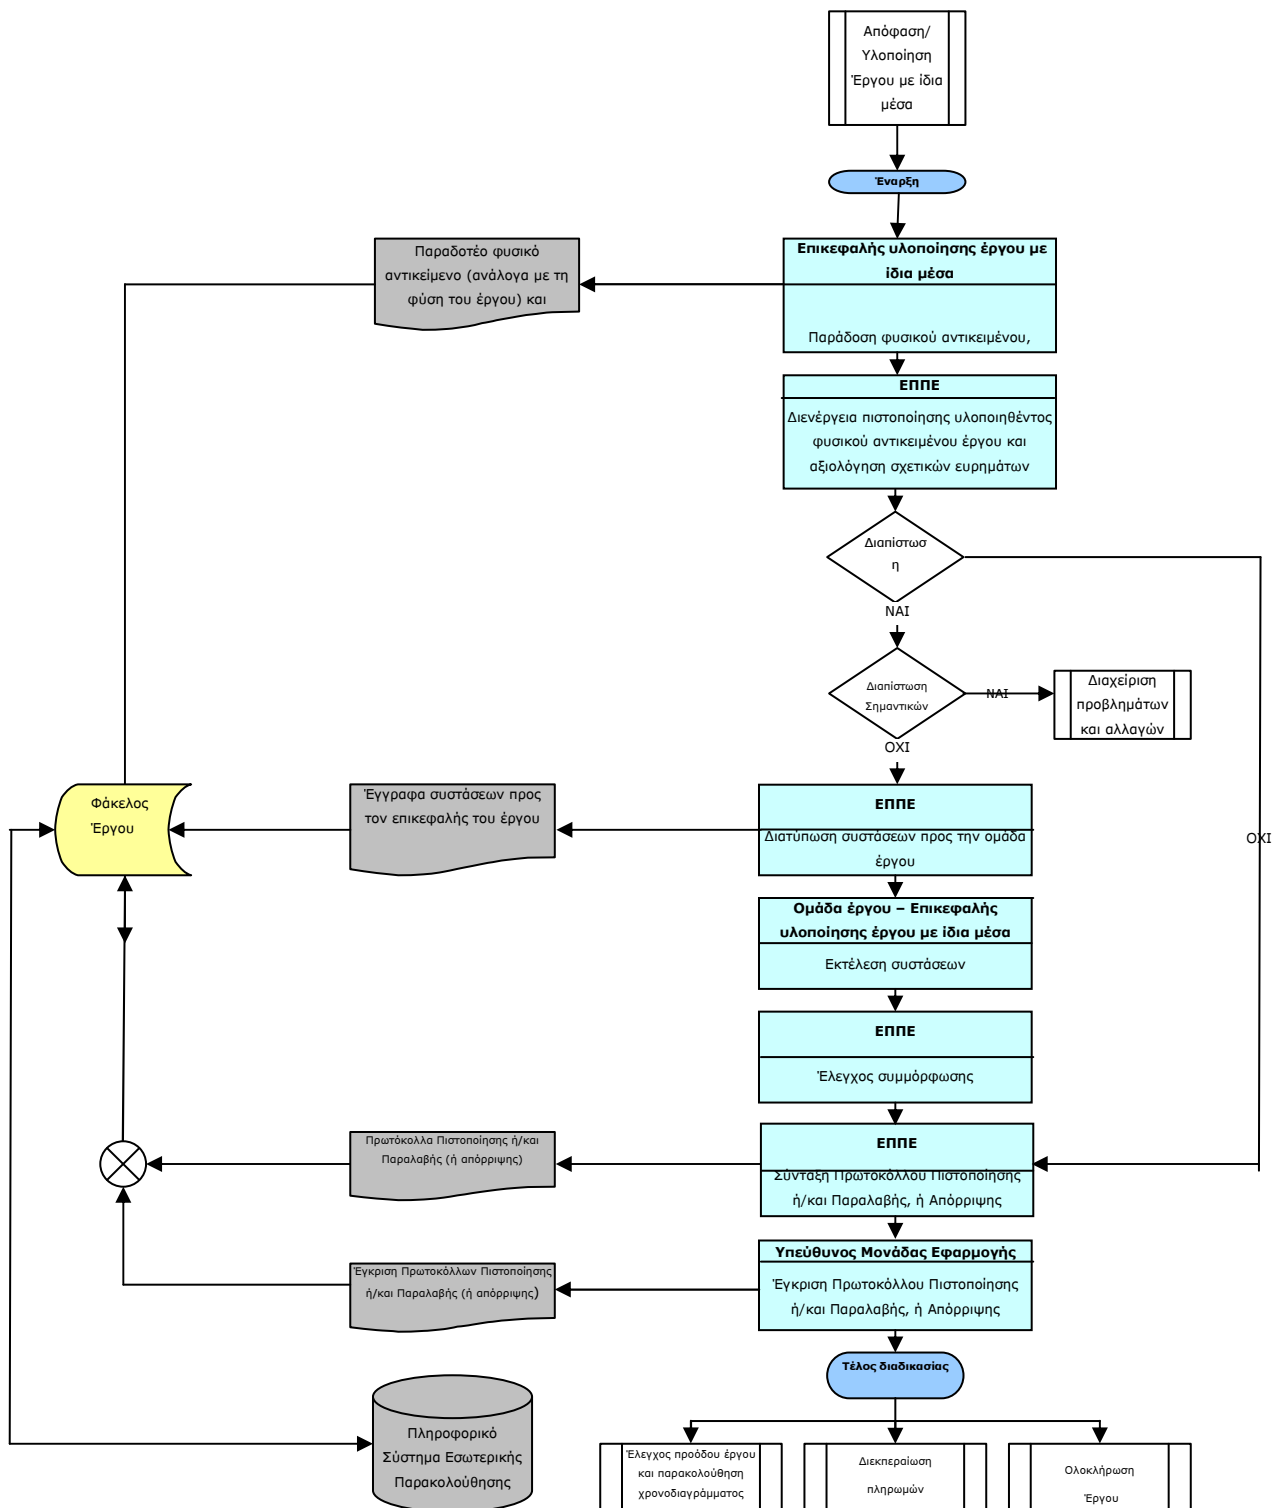 Απόφαση/
Υλοποίηση
Έργου με ίδια
μέσα
Έναρξη
Παραδοτέο φυσικό
αντικείμενο (ανάλογα με τη
φύση του έργου) και
Επικεφαλής υλοποίησης έργου με
ίδια μέσα
Παράδοση φυσικού αντικειμένου,
ΕΠΠΕ
Διενέργεια πιστοποίησης υλοποιηθέντος
φυσικού αντικειμένου έργου και
αξιολόγηση σχετικών ευρημάτων
Διαπίστωσ
η
ΝΑΙ
Διαπίστωση
Σημαντικών
ΝΑΙ
Διαχείριση
προβλημάτων
και αλλαγών
ΟΧΙ
Φάκελος
Έργου
Έγγραφα συστάσεων προς
τον επικεφαλής του έργου
ΕΠΠΕ
Διατύπωση συστάσεων προς την ομάδα
έργου
ΟΧΙ
Ομάδα έργου – Επικεφαλής
υλοποίησης έργου με ίδια μέσα
Εκτέλεση συστάσεων
ΕΠΠΕ
Έλεγχος συμμόρφωσης
Πρωτόκολλα Πιστοποίησης ή/και
Παραλαβής (ή απόρριψης)
ΕΠΠΕ
Σύνταξη Πρωτοκόλλου Πιστοποίησης
ή/και Παραλαβής, ή Απόρριψης
Έγκριση Πρωτοκόλλων Πιστοποίησης
ή/και Παραλαβής (ή απόρριψης)
Υπεύθυνος Μονάδας Εφαρμογής
Έγκριση Πρωτοκόλλου Πιστοποίησης
ή/και Παραλαβής, ή Απόρριψης
Τέλος διαδικασίας
Πληροφορικό
Σύστημα Εσωτερικής
Παρακολούθησης
Έλεγχος προόδου έργου
και παρακολούθηση
χρονοδιαγράμματος
Διεκπεραίωση
πληρωμών
Ολοκλήρωση
Έργου